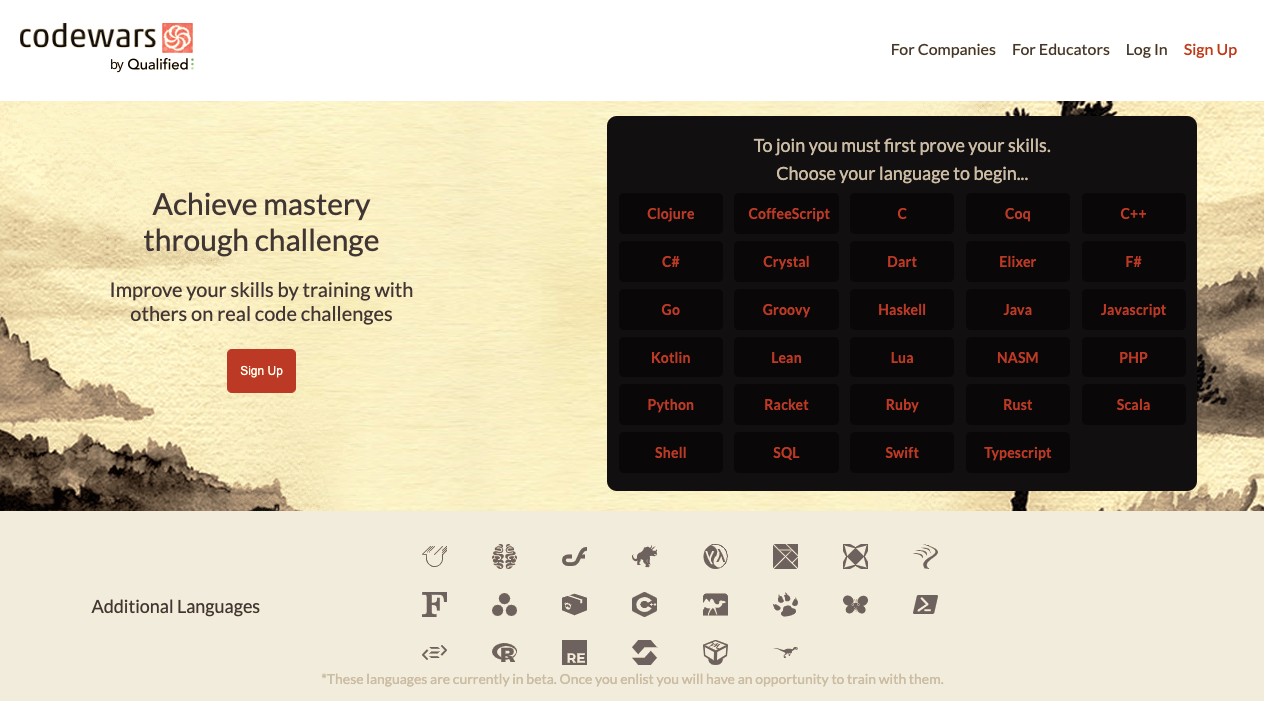 codewars
by Qualified
For Companies For Educators Log In Sign Up
Achieve mastery
through challenge
Improve your skills by training with
others on real code challenges
Sign Up
To join you must first prove your skills.
Choose your language to begin...
Clojure CoffeeScript C Coq C++
C# Crystal Dart Elixer F#
Go Groovy Haskell Java Javascript
Kotlin Lean Lua NASM PHP
Python Racket Ruby Rust Scala
Shell SQL Swift Typescript
Additional Languages
F
C++
R
RE
*These languages are currently in beta. Once you enlist you will have an opportunity to train with them.